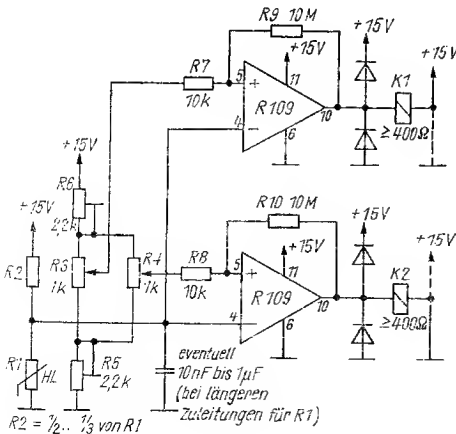 R9 10M
+15V
+15V
R7
10k
5
+
11
R109
4
−
6
10
K1
≥400Ω
+15V
+15V
R6
2,2k
+15V
R2
R3
1k
R4
1k
R8
10k
R10 10M
+15V
+15V
+15V
5
+
11
R109
4
−
6
10
K2
≥400Ω
R1
HL
R5
2,2k
eventuell
10nF bis 1µF
(bei längeren
Zuleitungen für R1)
R2 = 1/2.. 1/3 von R1